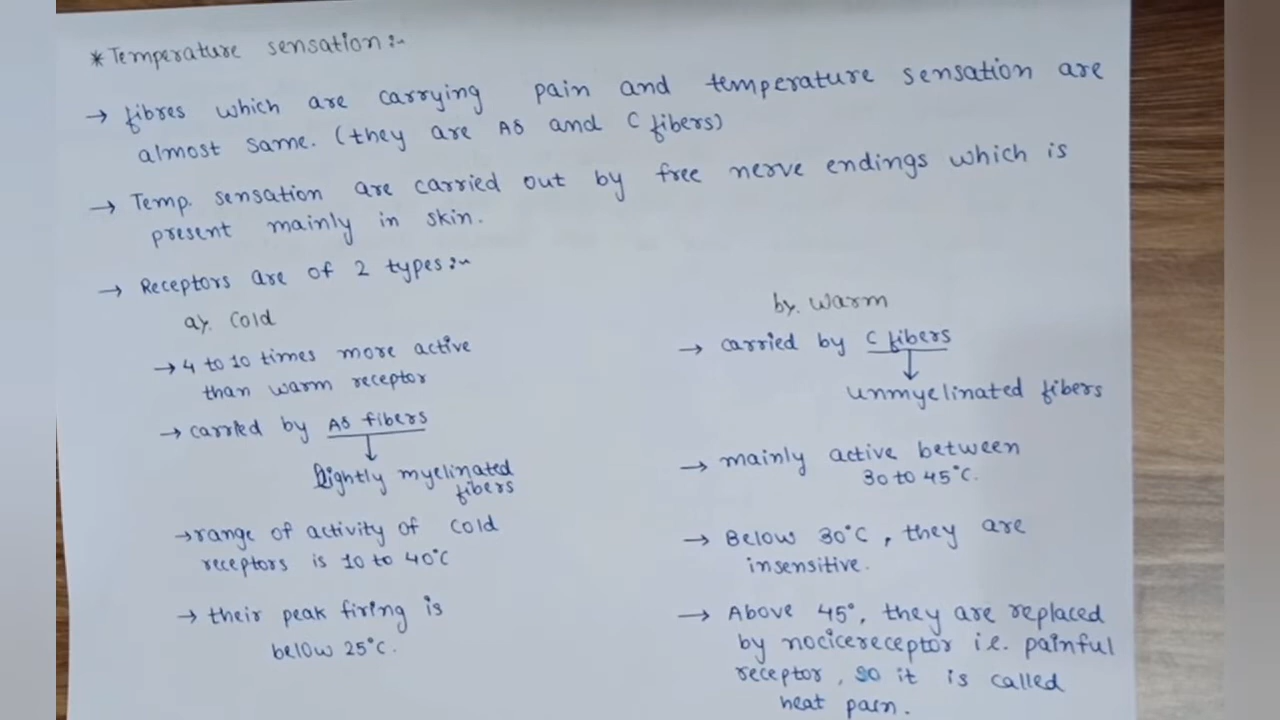 * Temperature sensation :-
→ fibres which are carrying pain and temperature sensation are
almost same. (they are Aδ and C fibers)
→ Temp. sensation are carried out by free nerve endings which is
present mainly in skin.
→ Receptors are of 2 types :-
a). Cold
→ 4 to 10 times more active
than warm receptor
→ carried by Aδ fibers
↓
Lightly myelinated
fibers
→ range of activity of cold
receptors is 10 to 40°C
→ their peak firing is
below 25°C.
b). Warm
→ carried by C fibers
↓
Unmyelinated fibers
→ mainly active between
30 to 45°C.
→ Below 30°C, they are
insensitive.
→ Above 45°, they are replaced
by nocicereceptor i.e. painful
receptor, so it is called
heat pain.